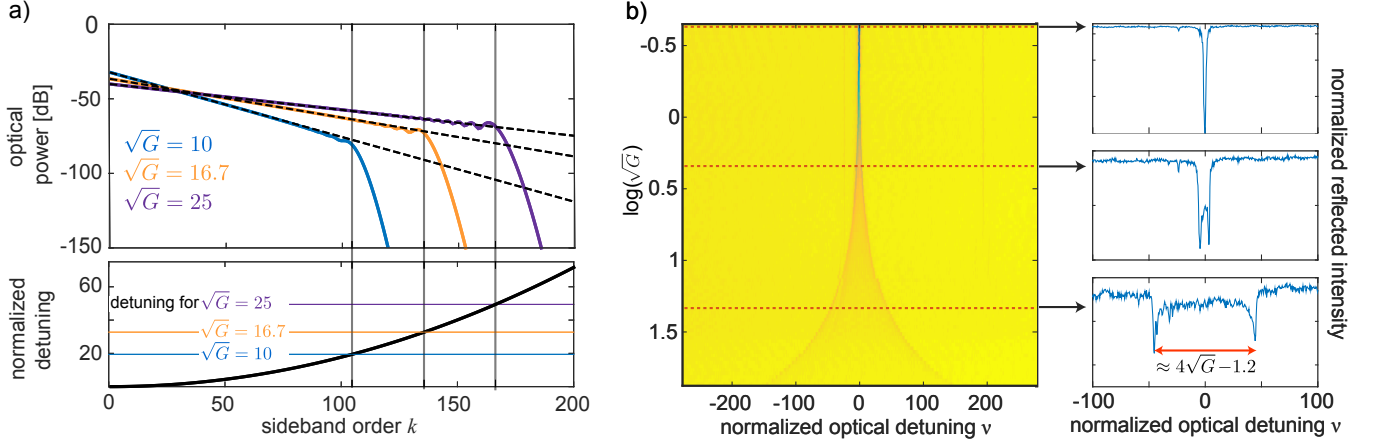 a)
0
-50
-100
-150
optical
power [dB]
√G = 10
√G = 16.7
√G = 25
60
20
normalized
detuning
detuning for √G = 25
√G = 16.7
√G = 10
0
50
100
150
200
sideband order k
b)
-0.5
0
0.5
1
1.5
log(√G)
-200
-100
0
100
200
normalized optical detuning ν
≈ 4√G−1.2
-100
0
100
normalized optical detuning ν
normalized reflected intensity